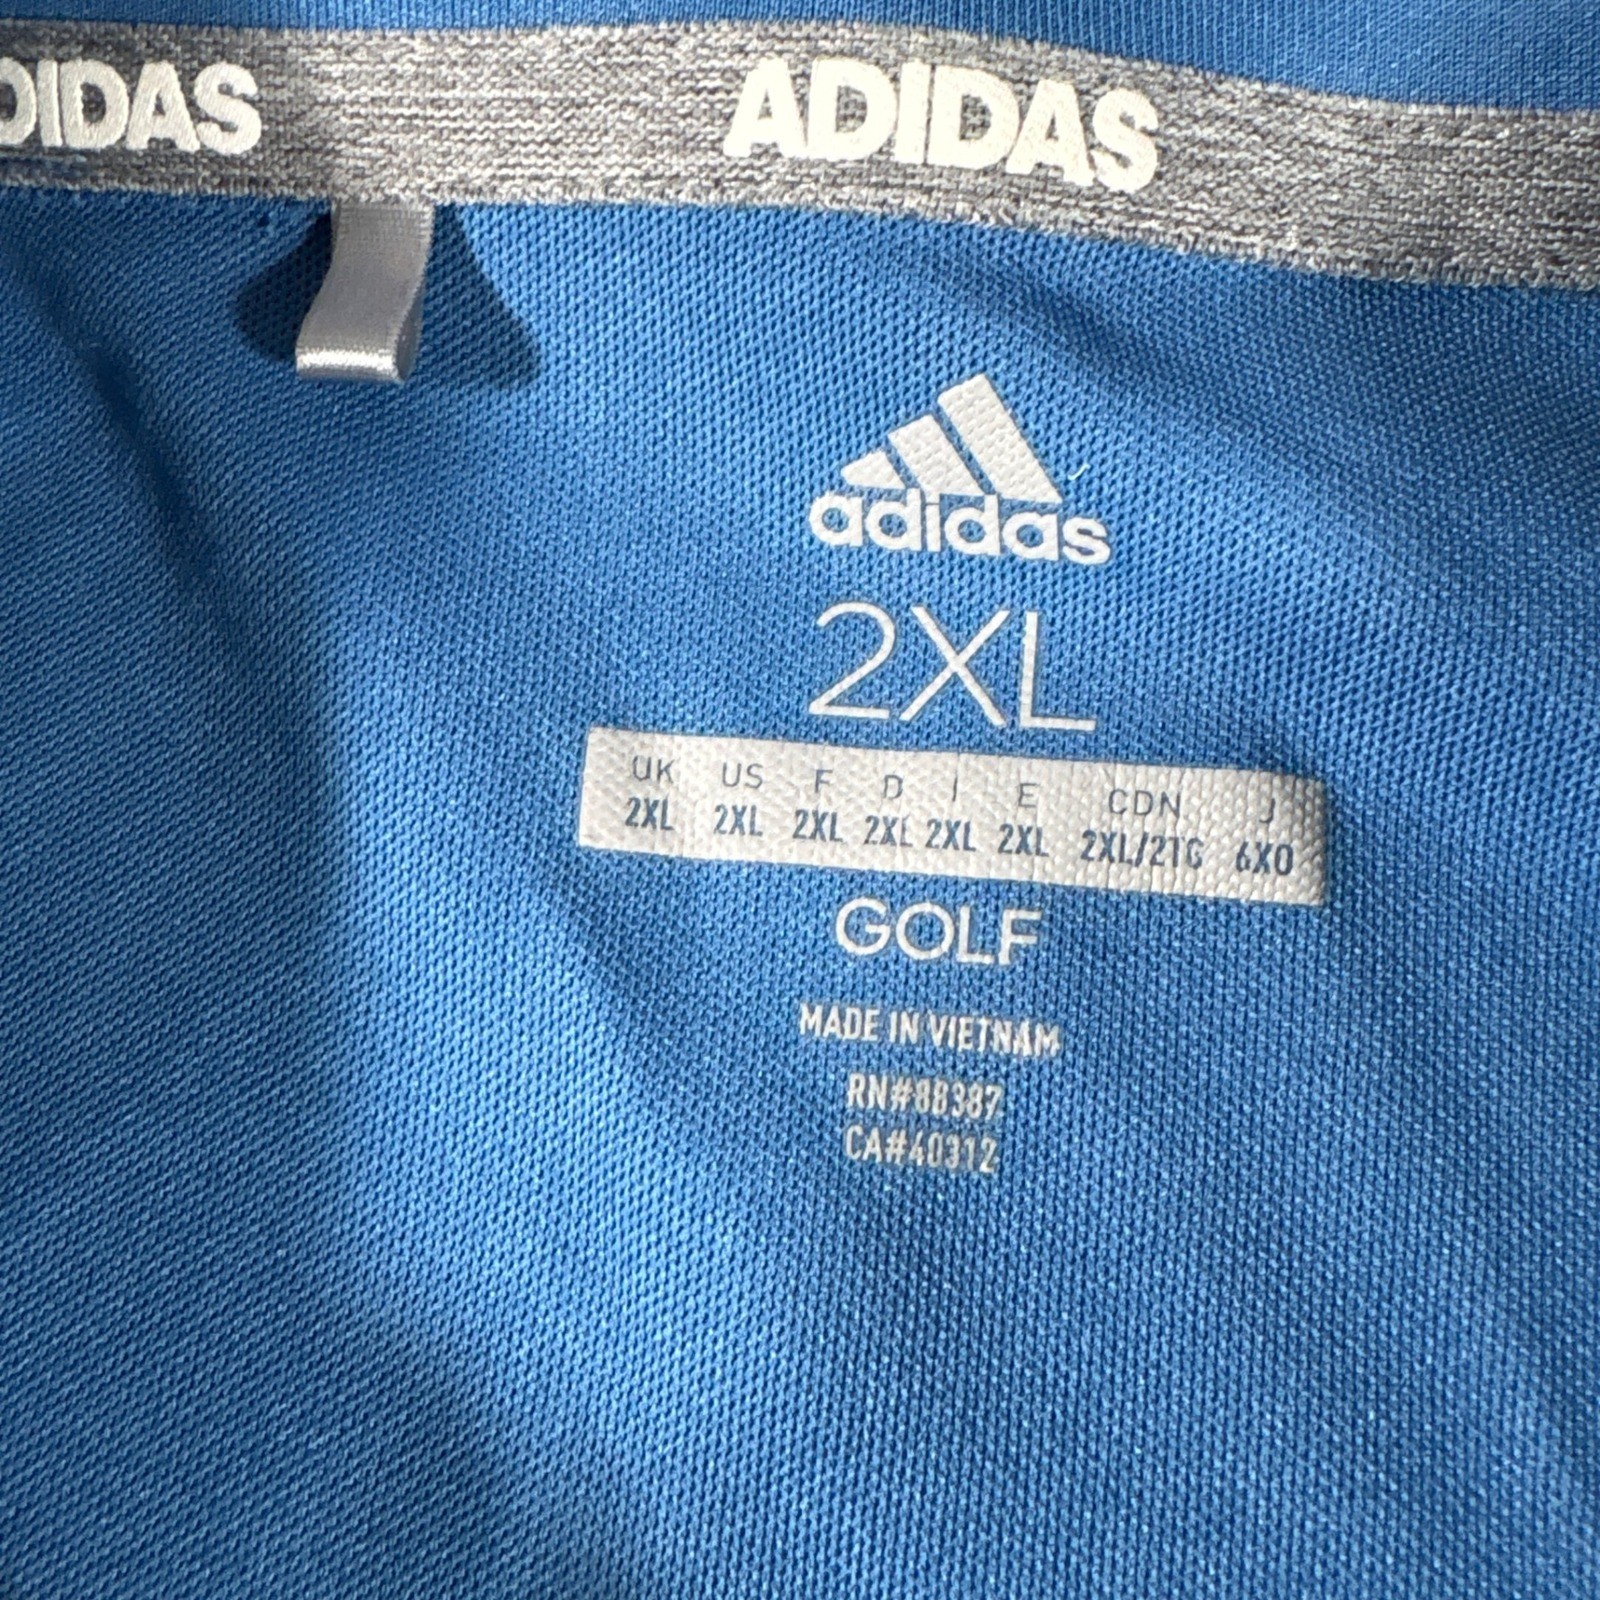 DIDAS ADIDAS
adidas
2XL
UK US F D I E CDN J
2XL 2XL 2XL 2XL 2XL 2XL 2XL/2TG 6XO
GOLF
MADE IN VIETNAM
RN#88387
CA#40312